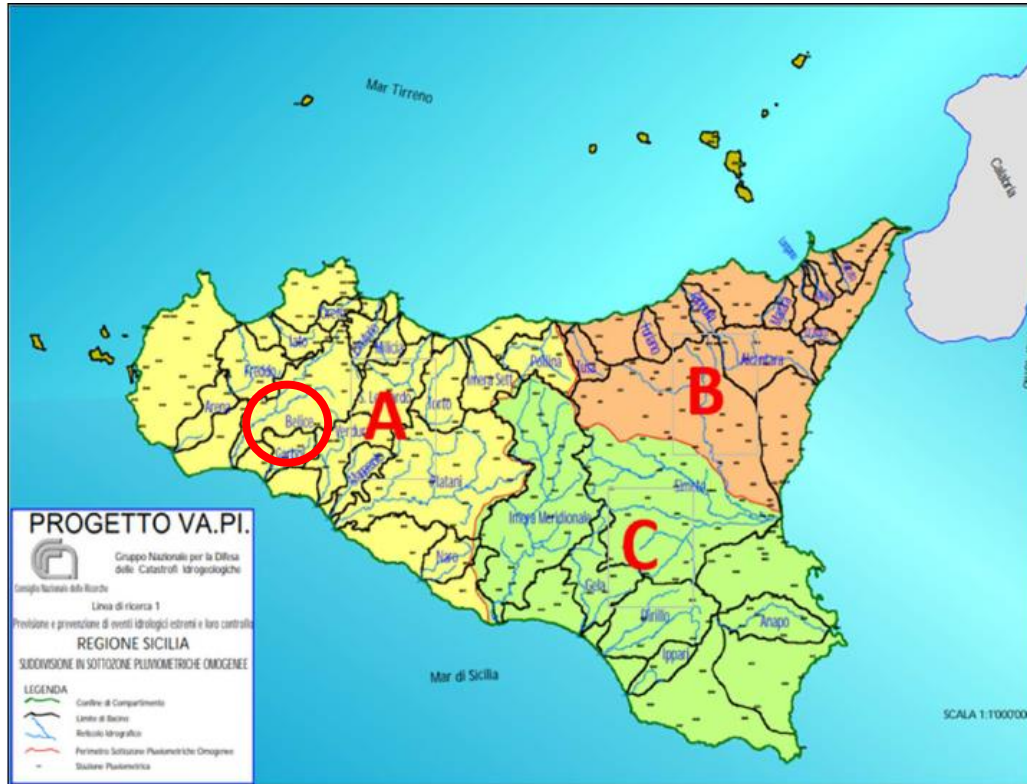 Mar Tirreno
Calabria
Oreto
Jato
Milicia
Freddo
Pollina
Imera Sett.
Tusa
Furiano
Alcantara
Arena
Belice
S. Leonardo
Torto
Verdura
A
B
Platani
Simeto
Imera Meridionale
C
Naro
Gela
Dirillo
Anapo
Ippari
Mar di Sicilia
PROGETTO VA.PI.
Gruppo Nazionale per la Difesa
delle Catastrofi Idrogeologiche
Consiglio Nazionale delle Ricerche
Linea di ricerca 1
Previsione e prevenzione di eventi idrologici estremi e loro controllo
REGIONE SICILIA
SUDDIVISIONE IN SOTTOZONE PLUVIOMETRICHE OMOGENEE
LEGENDA
Confine di Compartimento
Limite di Bacino
Reticolo Idrografico
Perimetro Sottozone Pluviometriche Omogenee
Stazione Pluviometrica
SCALA 1:1'000'000